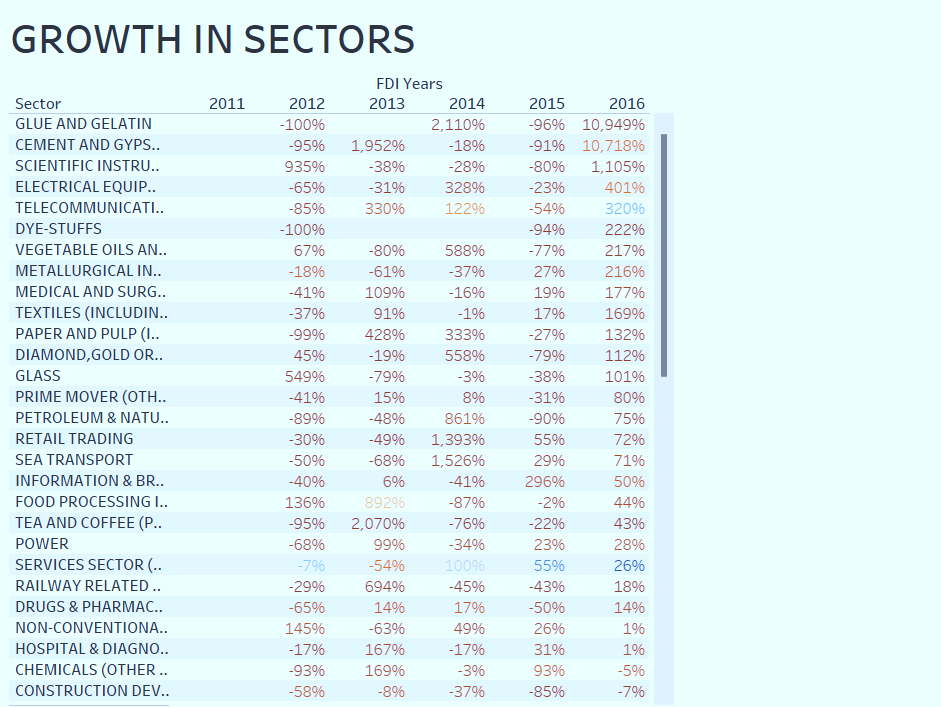 GROWTH IN SECTORS
FDI Years
Sector 2011 2012 2013 2014 2015 2016
GLUE AND GELATIN -100% 2,110% -96% 10,949%
CEMENT AND GYPS.. -95% 1,952% -18% -91% 10,718%
SCIENTIFIC INSTRU.. 935% -38% -28% -80% 1,105%
ELECTRICAL EQUIP.. -65% -31% 328% -23% 401%
TELECOMMUNICATI.. -85% 330% 122% -54% 320%
DYE-STUFFS -100% -94% 222%
VEGETABLE OILS AN.. 67% -80% 588% -77% 217%
METALLURGICAL IN.. -18% -61% -37% 27% 216%
MEDICAL AND SURG.. -41% 109% -16% 19% 177%
TEXTILES (INCLUDIN.. -37% 91% -1% 17% 169%
PAPER AND PULP (I.. -99% 428% 333% -27% 132%
DIAMOND,GOLD OR.. 45% -19% 558% -79% 112%
GLASS 549% -79% -3% -38% 101%
PRIME MOVER (OTH.. -41% 15% 8% -31% 80%
PETROLEUM & NATU.. -89% -48% 861% -90% 75%
RETAIL TRADING -30% -49% 1,393% 55% 72%
SEA TRANSPORT -50% -68% 1,526% 29% 71%
INFORMATION & BR.. -40% 6% -41% 296% 50%
FOOD PROCESSING I.. 136% 892% -87% -2% 44%
TEA AND COFFEE (P.. -95% 2,070% -76% -22% 43%
POWER -68% 99% -34% 23% 28%
SERVICES SECTOR (.. -7% -54% 100% 55% 26%
RAILWAY RELATED .. -29% 694% -45% -43% 18%
DRUGS & PHARMAC.. -65% 14% 17% -50% 14%
NON-CONVENTIONA.. 145% -63% 49% 26% 1%
HOSPITAL & DIAGNO.. -17% 167% -17% 31% 1%
CHEMICALS (OTHER .. -93% 169% -3% 93% -5%
CONSTRUCTION DEV.. -58% -8% -37% -85% -7%